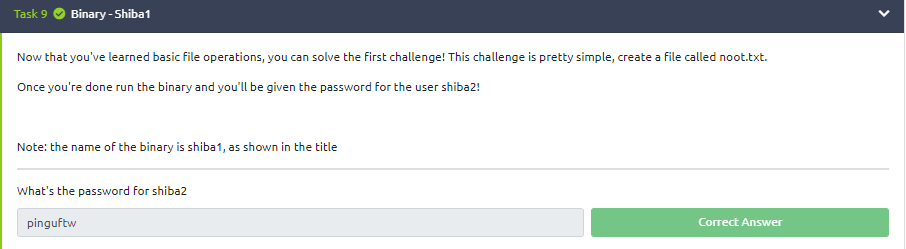 Task 9 Binary - Shiba1
Now that you've learned basic file operations, you can solve the first challenge! This challenge is pretty simple, create a file called noot.txt.
Once you're done run the binary and you'll be given the password for the user shiba2!
Note: the name of the binary is shiba1, as shown in the title
What's the password for shiba2
pinguftw
Correct Answer